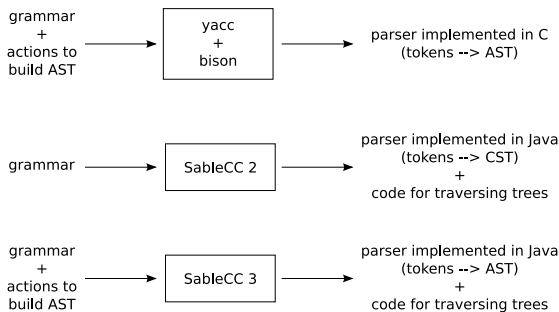 grammar
+
actions to
build AST
yacc
+
bison
parser implemented in C
(tokens --> AST)
grammar
SableCC 2
parser implemented in Java
(tokens --> CST)
+
code for traversing trees
grammar
+
actions to
build AST
SableCC 3
parser implemented in Java
(tokens --> AST)
+
code for traversing trees